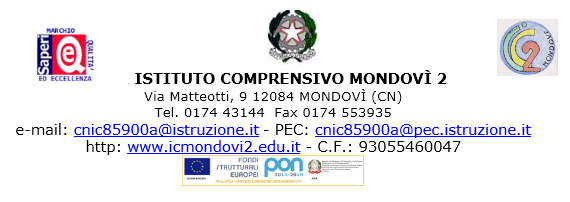 MARCHIO
Saperi
QUALITA'
ED ECCELLENZA
ISTITUTO COMPRENSIVO MONDOVÌ 2
Via Matteotti, 9 12084 MONDOVÌ (CN)
Tel. 0174 43144 Fax 0174 553935
e-mail: cnic85900a@istruzione.it - PEC: cnic85900a@pec.istruzione.it
http: www.icmondovi2.edu.it - C.F.: 93055460047
FONDI
STRUTTURALI
EUROPEI
pon
2014-2020